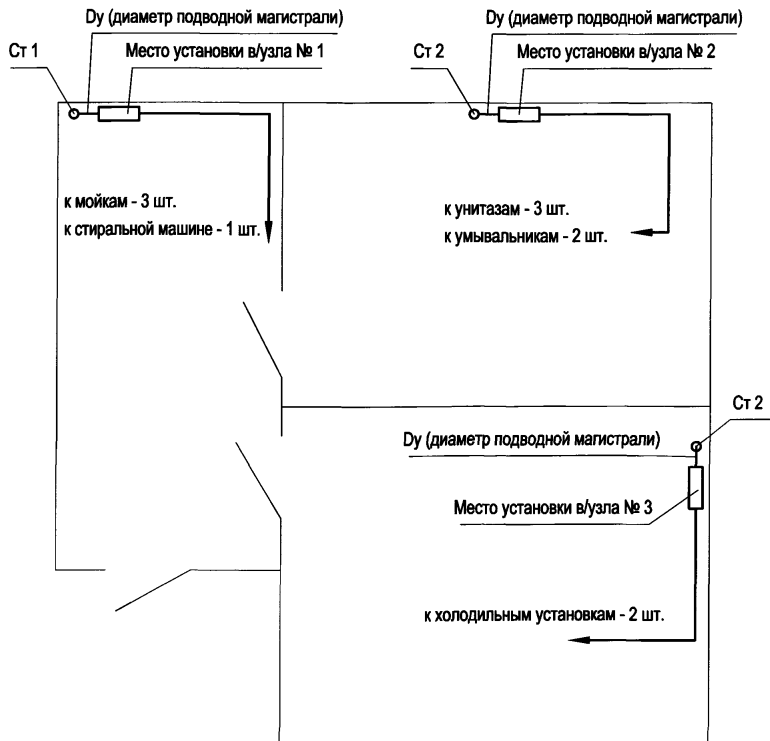 Dy (диаметр подводной магистрали)
Ст 1
Место установки в/узла № 1
Dy (диаметр подводной магистрали)
Ст 2
Место установки в/узла № 2
к мойкам - 3 шт.
к стиральной машине - 1 шт.
к унитазам - 3 шт.
к умывальникам - 2 шт.
Ст 2
Dy (диаметр подводной магистрали)
Место установки в/узла № 3
к холодильным установкам - 2 шт.